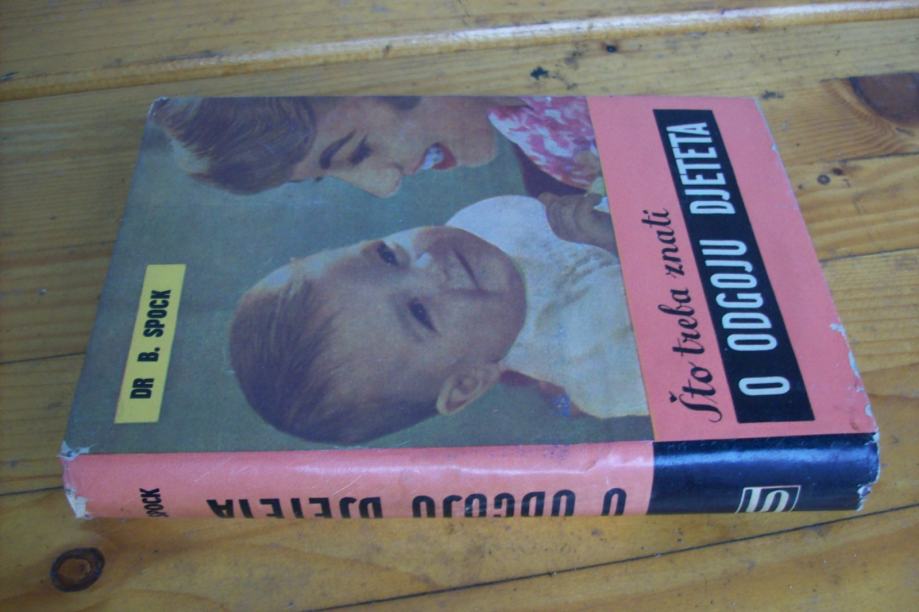 DR B. SPOCK
Što treba znati
O ODGOJU DJETETA
SPOCK
O ODGOJU DJETETA